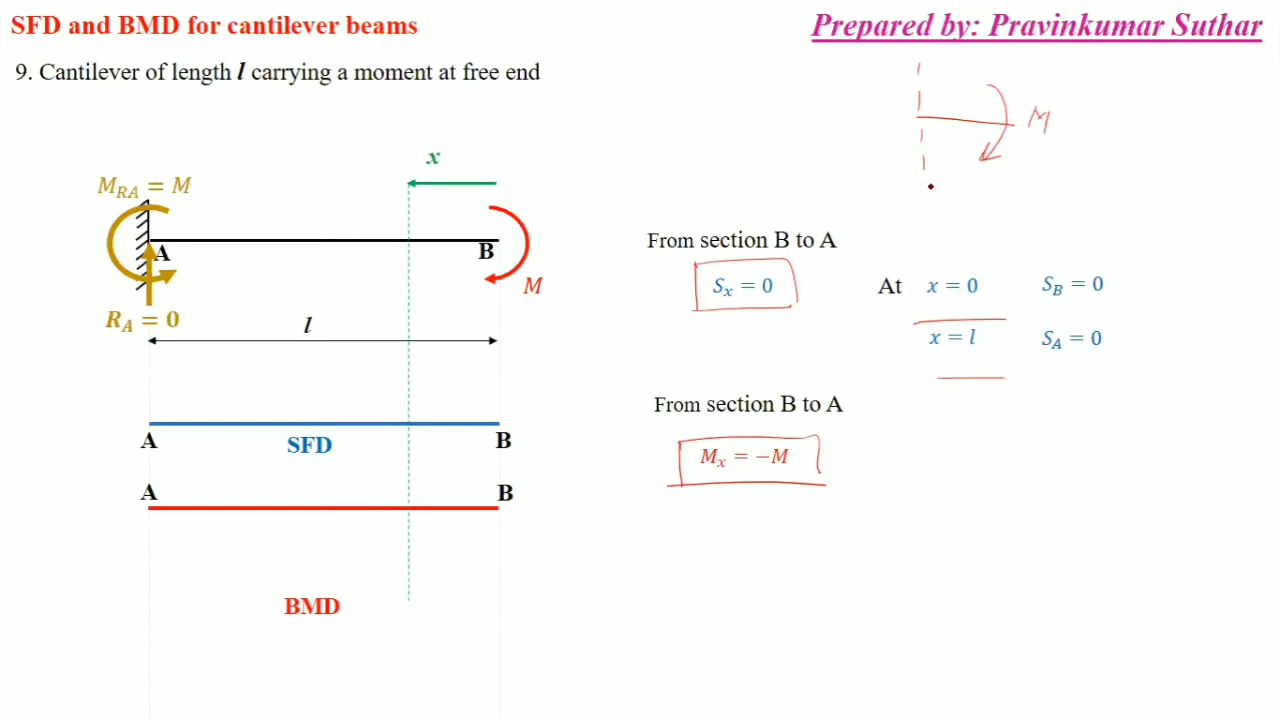 SFD and BMD for cantilever beams
Prepared by: Pravinkumar Suthar
9. Cantilever of length l carrying a moment at free end
M
x
M_RA = M
A
B
M
R_A = 0
l
From section B to A
S_x = 0
At x = 0 S_B = 0
x = l S_A = 0
From section B to A
M_x = −M
A
SFD
B
A
B
BMD